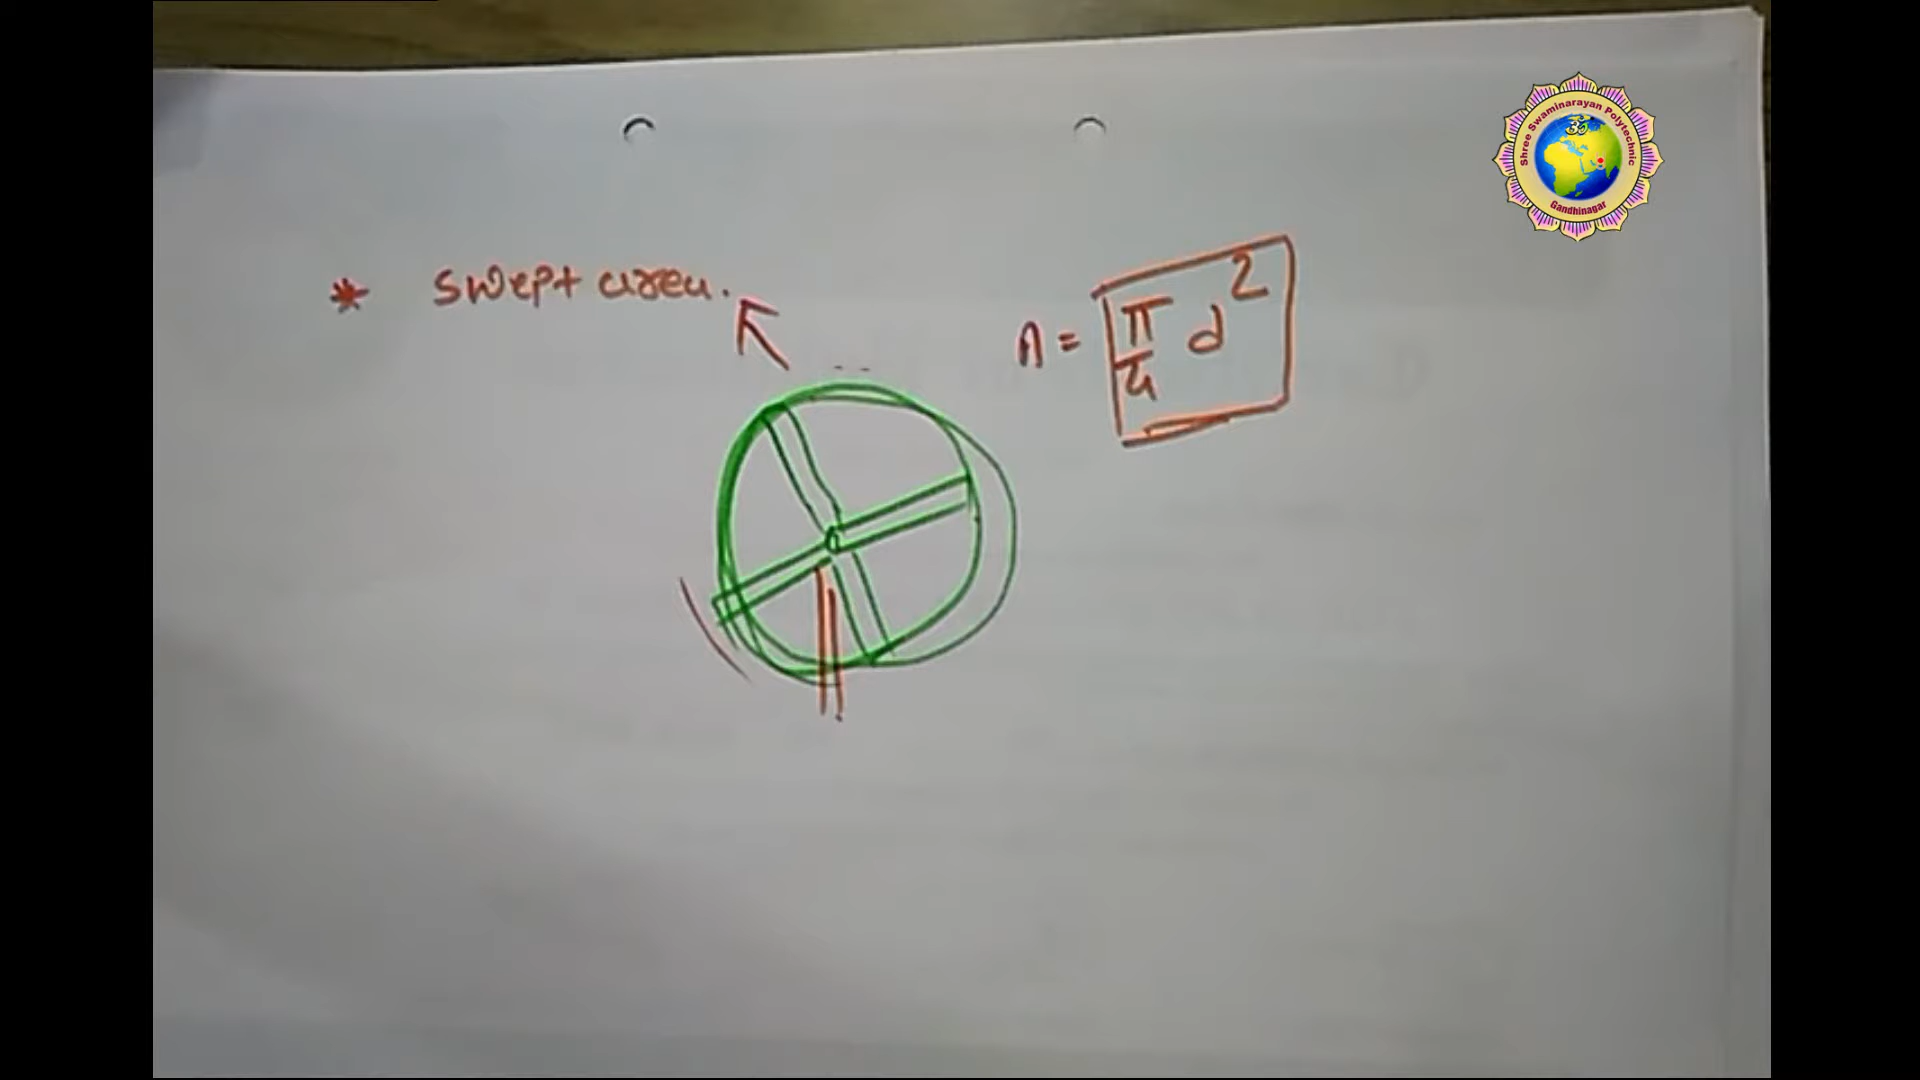 * Swept area.
A = π/4 d²
Shree Swaminarayan Polytechnic
ॐ
Gandhinagar